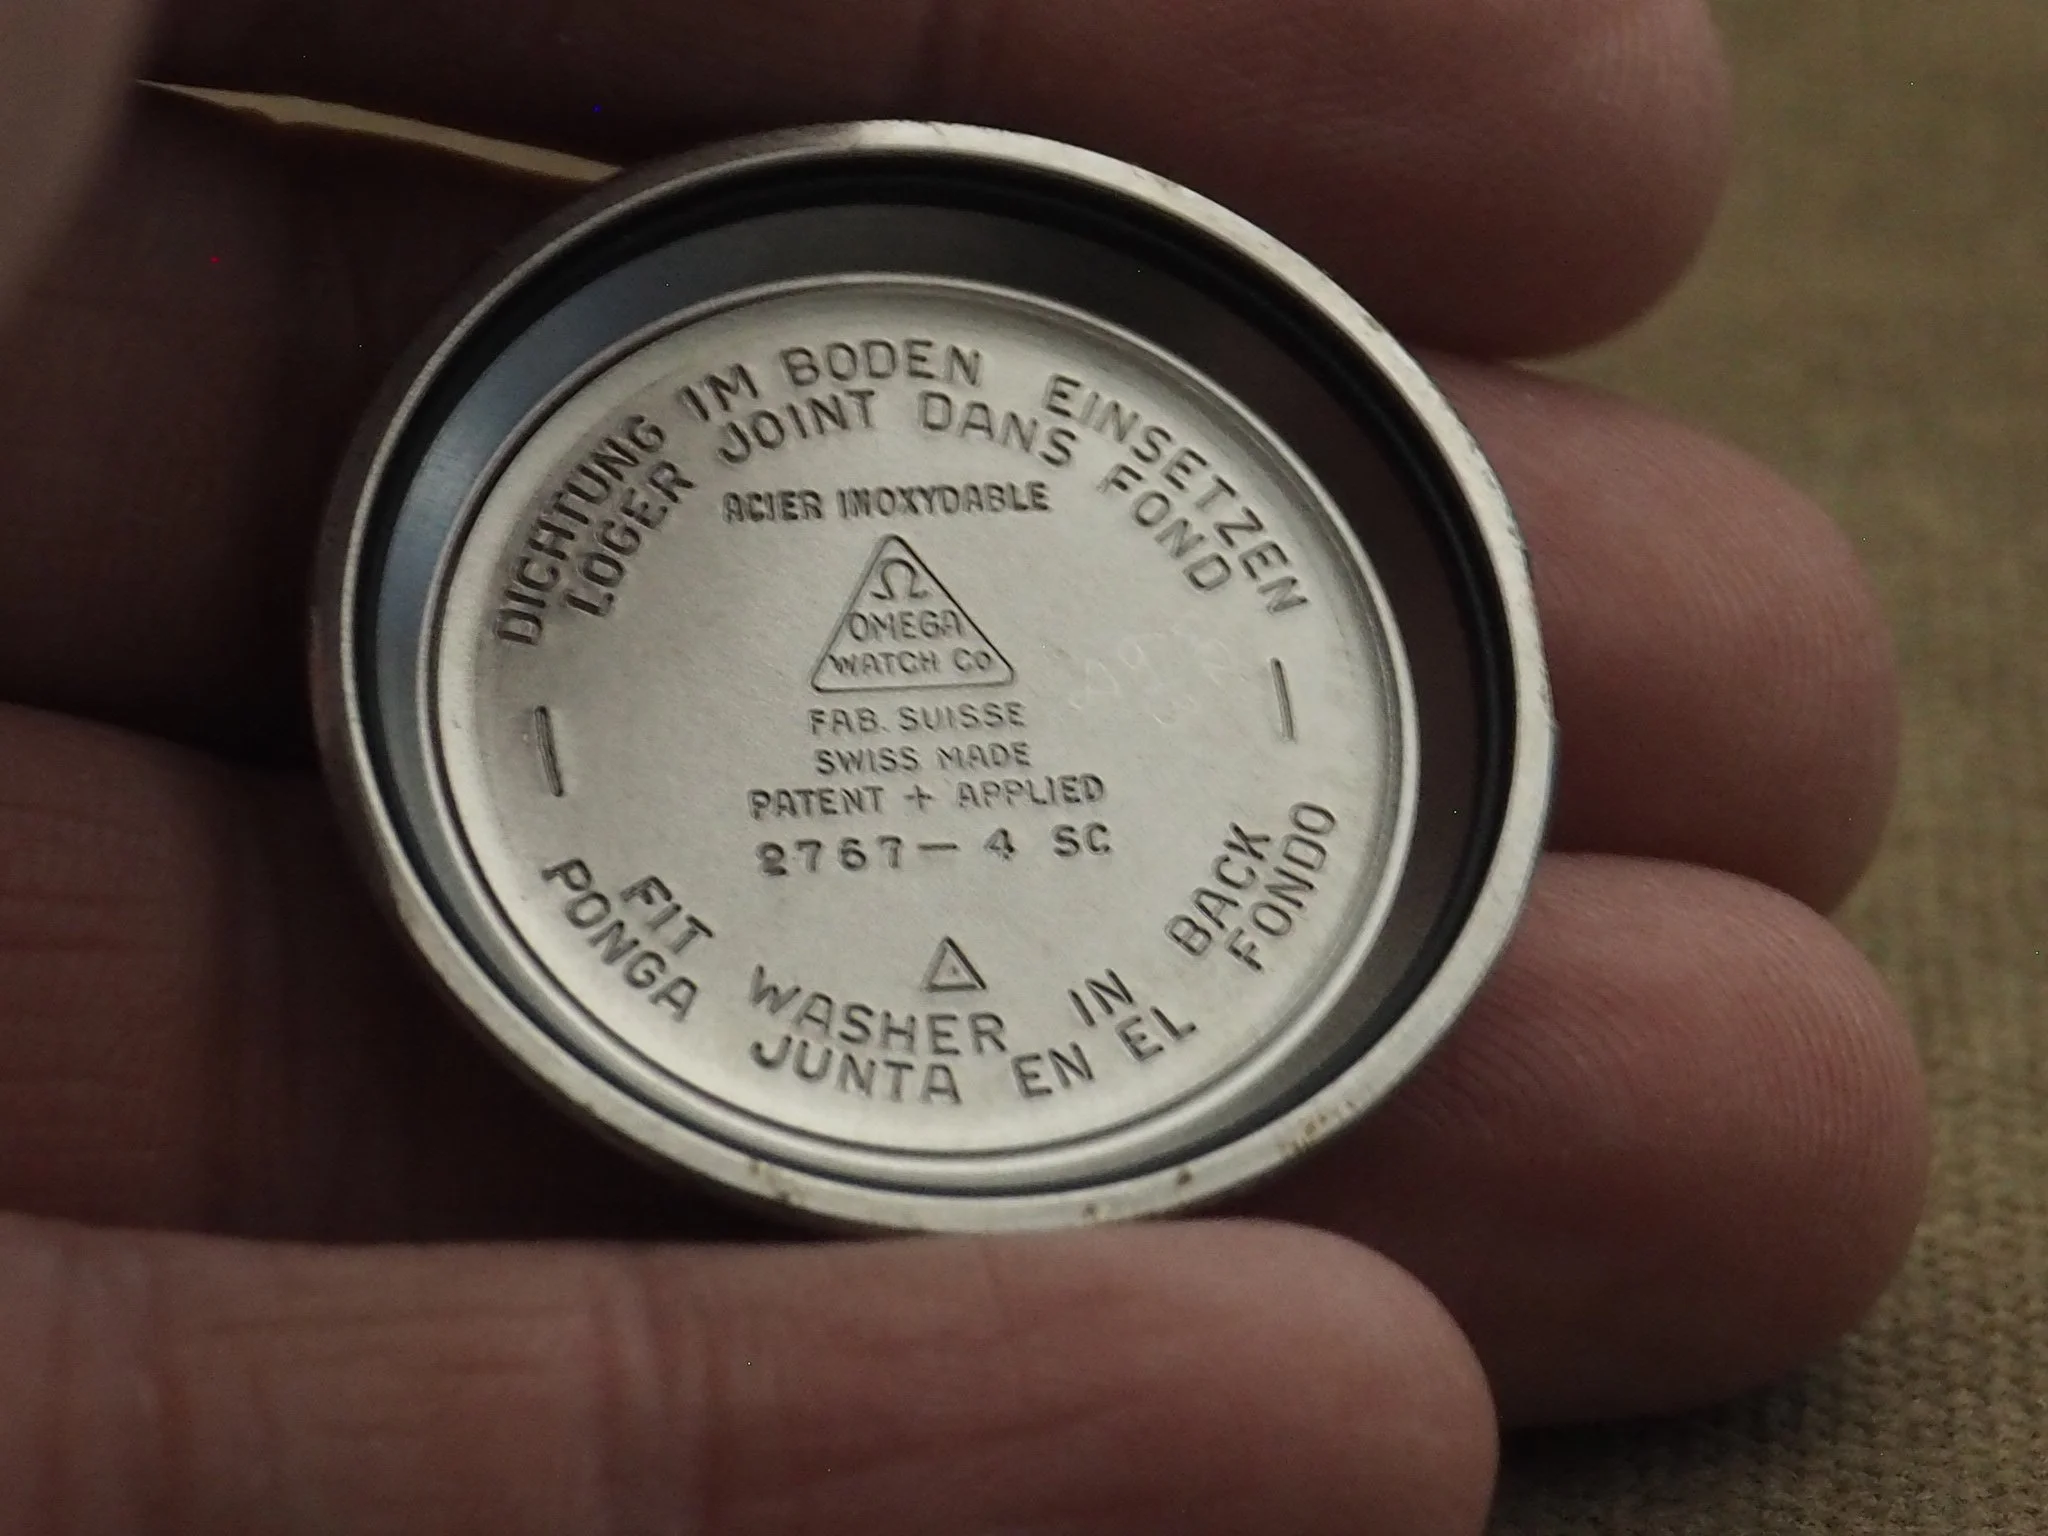 DICHTUNG IM BODEN EINSETZEN
LOGER JOINT DANS FOND
ACIER INOXYDABLE
Ω
OMEGA
WATCH CO
FAB. SUISSE
SWISS MADE
PATENT + APPLIED
2767-4 SC
FIT WASHER IN BACK
PONGA JUNTA EN EL FONDO